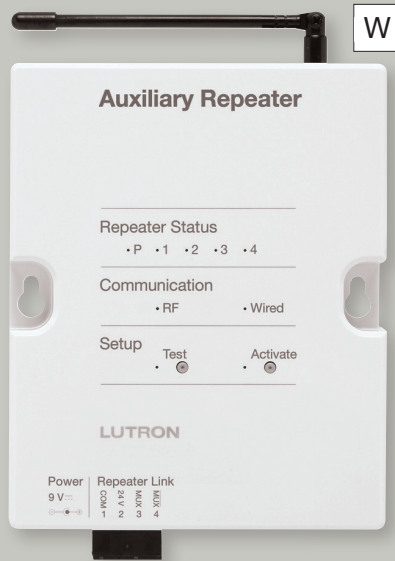 W
Auxiliary Repeater
Repeater Status
• P • 1 • 2 • 3 • 4
Communication
• RF • Wired
Setup
• Test • Activate
LUTRON
Power Repeater Link
9 V⎓ COM 1 24 V 2 MUX 3 MUX 4